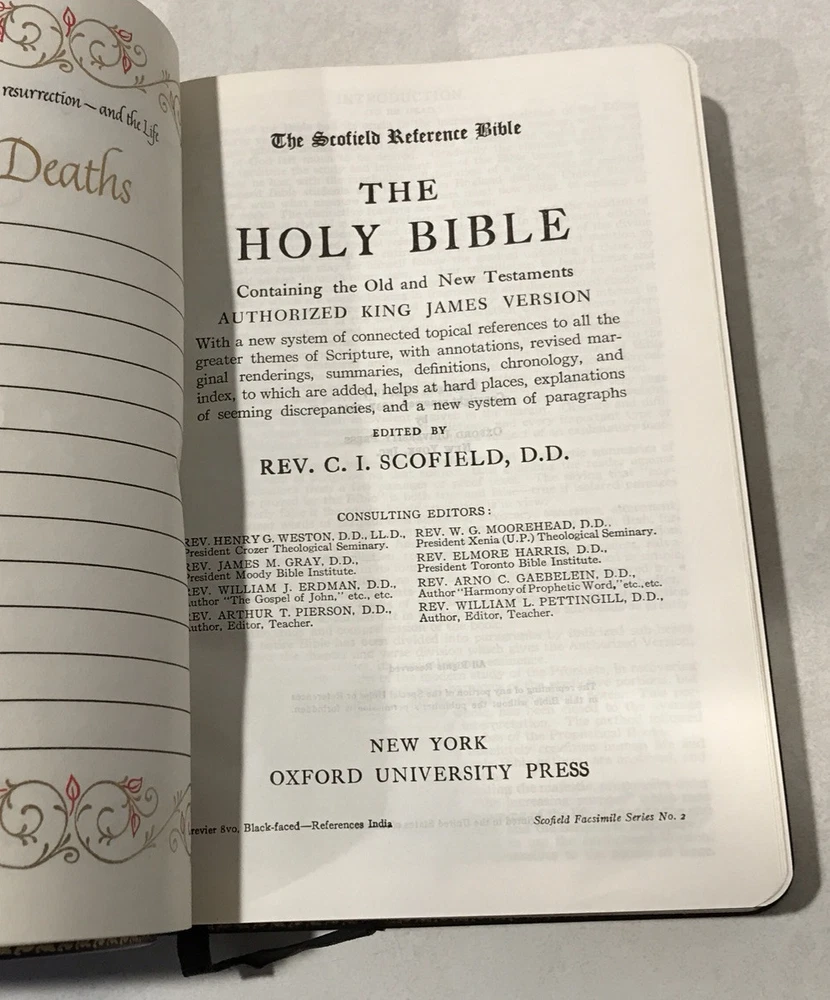 resurrection — and the Life
Deaths
The Scofield Reference Bible
THE
HOLY BIBLE
Containing the Old and New Testaments
AUTHORIZED KING JAMES VERSION
With a new system of connected topical references to all the
greater themes of Scripture, with annotations, revised mar-
ginal renderings, summaries, definitions, chronology, and
index, to which are added, helps at hard places, explanations
of seeming discrepancies, and a new system of paragraphs
EDITED BY
REV. C. I. SCOFIELD, D.D.
CONSULTING EDITORS:
REV. HENRY G. WESTON, D.D., LL.D.,
President Crozer Theological Seminary.
REV. JAMES M. GRAY, D.D.,
President Moody Bible Institute.
REV. WILLIAM J. ERDMAN, D.D.,
Author "The Gospel of John," etc., etc.
REV. ARTHUR T. PIERSON, D.D.,
Author, Editor, Teacher.
REV. W. G. MOOREHEAD, D.D.,
President Xenia (U.P.) Theological Seminary.
REV. ELMORE HARRIS, D.D.,
President Toronto Bible Institute.
REV. ARNO C. GAEBELEIN, D.D.,
Author "Harmony of Prophetic Word," etc., etc.
REV. WILLIAM L. PETTINGILL, D.D.,
Author, Editor, Teacher.
NEW YORK
OXFORD UNIVERSITY PRESS
revier 8vo, Black-faced—References India
Scofield Facsimile Series No. 2